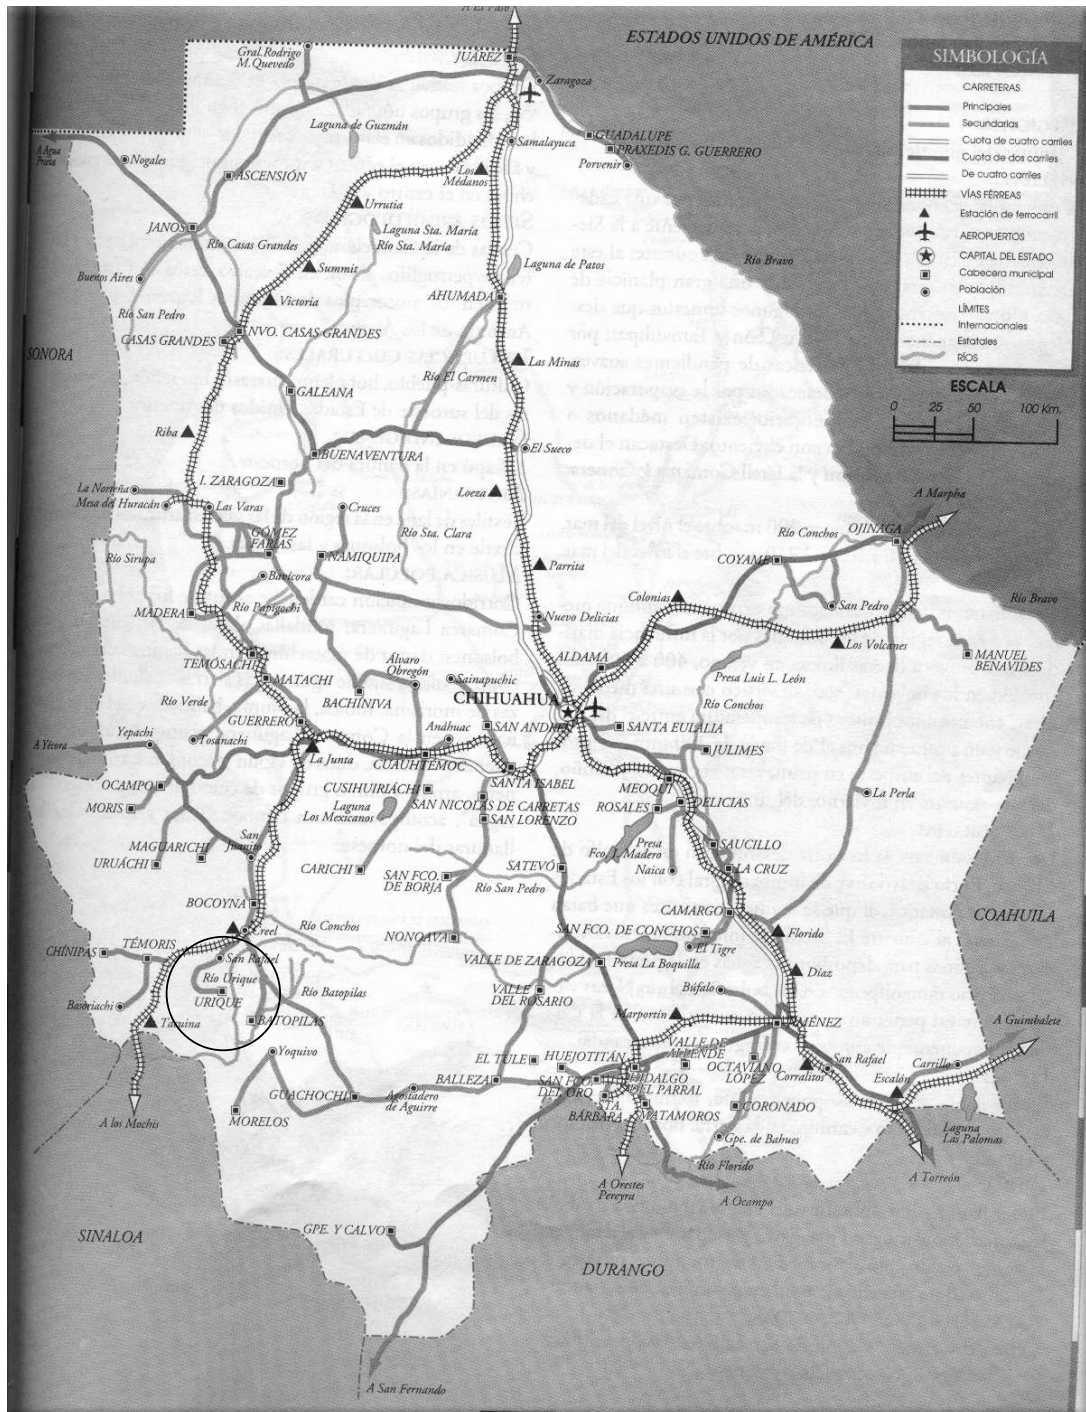 A El Paso
ESTADOS UNIDOS DE AMÉRICA
Gral. Rodrigo
M. Quevedo
JUÁREZ
Zaragoza
SIMBOLOGÍA
CARRETERAS
Principales
Secundarias
Cuota de cuatro carriles
Cuota de dos carriles
De cuatro carriles
VÍAS FÉRREAS
Estación de ferrocarril
AEROPUERTOS
CAPITAL DEL ESTADO
Cabecera municipal
Población
LÍMITES
Internacionales
Estatales
RÍOS
ESCALA
0 25 50 100 Km.
Laguna de Guzmán
Samalayuca
GUADALUPE
PRAXEDIS G. GUERRERO
Porvenir
A Agua
Prieta
Nogales
ASCENSIÓN
Los
Médanos
Urrutia
JANOS
Río Casas Grandes
Laguna Sta. María
Río Sta. María
Río Bravo
Buenos Aires
Summit
Laguna de Patos
Victoria
AHUMADA
Río San Pedro
NVO. CASAS GRANDES
CASAS GRANDES
SONORA
Las Minas
Río El Carmen
GALEANA
Riba
BUENAVENTURA
El Sueco
I. ZARAGOZA
La Norteña
Mesa del Huracán
Las Varas
Cruces
Loeza
A Marpha
Río Conchos
OJINAGA
GÓMEZ
FARÍAS
Río Sta. Clara
Río Sirupa
NAMIQUIPA
COYAME
Bavícora
Parrita
Colonias
San Pedro
Río Bravo
MADERA
Río Papigochi
Nuevo Delicias
Los Volcanes
MANUEL
BENAVIDES
TEMÓSACHI
ALDAMA
Presa Luis L. León
MATACHI
Álvaro
Obregón
Sainapuchic
CHIHUAHUA
Río Conchos
Río Verde
BACHÍNIVA
GUERRERO
Anáhuac
SAN ANDRÉS
SANTA EULALIA
Yepachi
A Yécora
Tosanachi
La Junta
CUAUHTÉMOC
JULIMES
OCAMPO
CUSIHUIRIÁCHI
SANTA ISABEL
MEOQUI
La Perla
MORIS
Laguna
Los Mexicanos
SAN NICOLÁS DE CARRETAS
SAN LORENZO
ROSALES
DELICIAS
San
Juanito
MAGUARICHI
URUÁCHI
CARICHI
SAN FCO.
DE BORJA
SATEVÓ
Río San Pedro
Presa
Fco. I. Madero
Naica
SAUCILLO
LA CRUZ
BOCOYNA
Creel
Río Conchos
NONOAVA
CAMARGO
SAN FCO. DE CONCHOS
El Tigre
Florido
COAHUILA
CHÍNIPAS
TÉMORIS
San Rafael
Río Urique
URIQUE
Río Batopilas
VALLE DE ZARAGOZA
Presa La Boquilla
Díaz
VALLE
DEL ROSARIO
Búfalo
Basoriachi
BATOPILAS
Marportín
JIMÉNEZ
A Guimbalete
Yoquivo
EL TULE
HUEJOTITÁN
VALLE DE
ALLENDE
OCTAVIANO
LÓPEZ
San Rafael
Corralitos
Carrillo
Escalón
BALLEZA
SAN FCO.
DEL ORO
HIDALGO
DEL PARRAL
GUACHOCHI
Agostadero
de Aguirre
STA.
BÁRBARA
MATAMOROS
CORONADO
A los Mochis
MORELOS
Gpe. de Bahues
Laguna
Las Palomas
Río Florido
A Orestes
Pereyra
A Ocampo
A Torreón
GPE. Y CALVO
SINALOA
DURANGO
A San Fernando